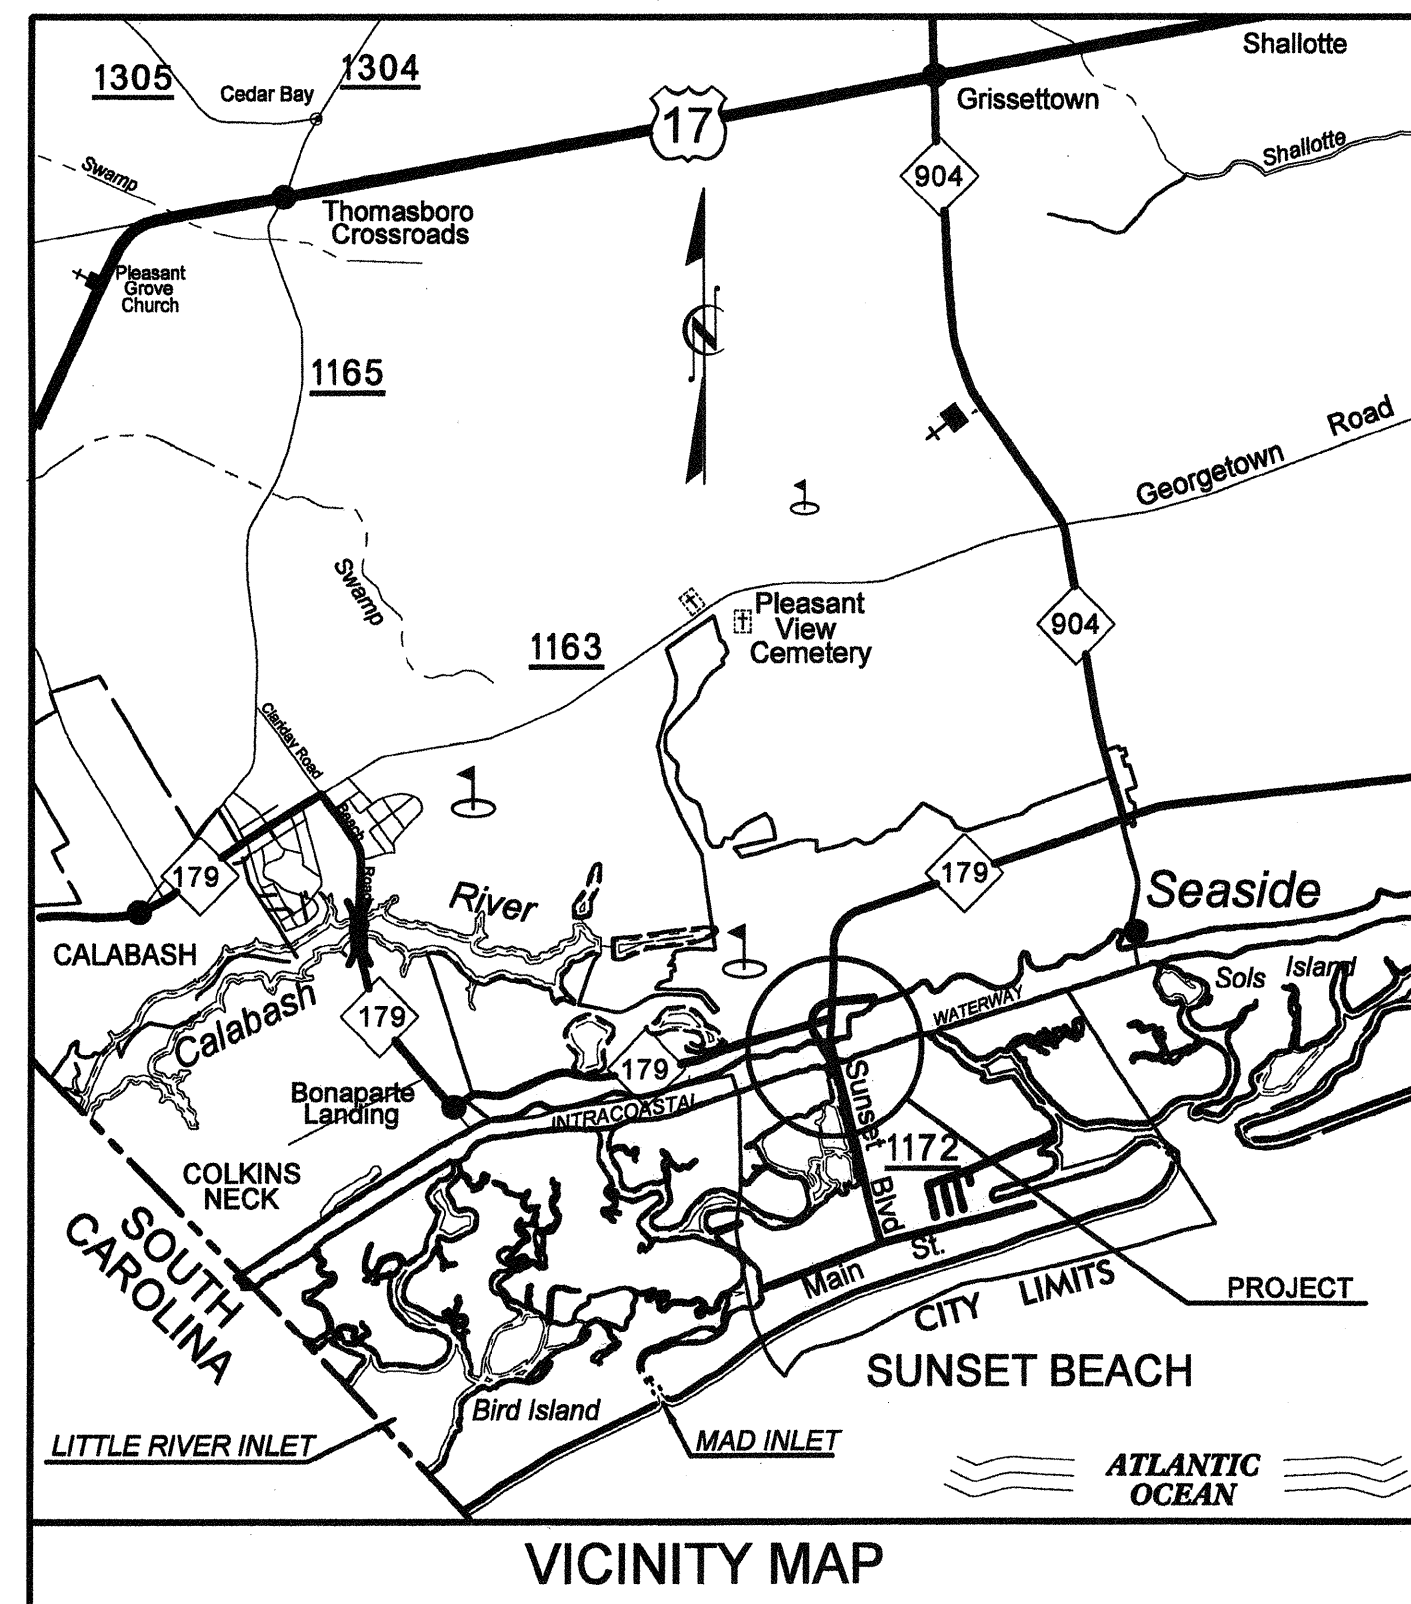 Shallotte
1305
1304
Cedar Bay
Grissettown
17
Swamp
904
Shallotte
Thomasboro
Crossroads
Pleasant
Grove
Church
N
1165
Georgetown Road
Swamp
Pleasant
View
Cemetery
904
1163
Clariday Road
Beach Road
179
179
River
Seaside
CALABASH
Sols Island
Calabash
179
WATERWAY
179
Bonaparte
Landing
INTRACOASTAL
Sunset Blvd
1172
COLKINS
NECK
SOUTH
CAROLINA
Main St.
CITY LIMITS
PROJECT
SUNSET BEACH
Bird Island
LITTLE RIVER INLET
MAD INLET
ATLANTIC
OCEAN
VICINITY MAP